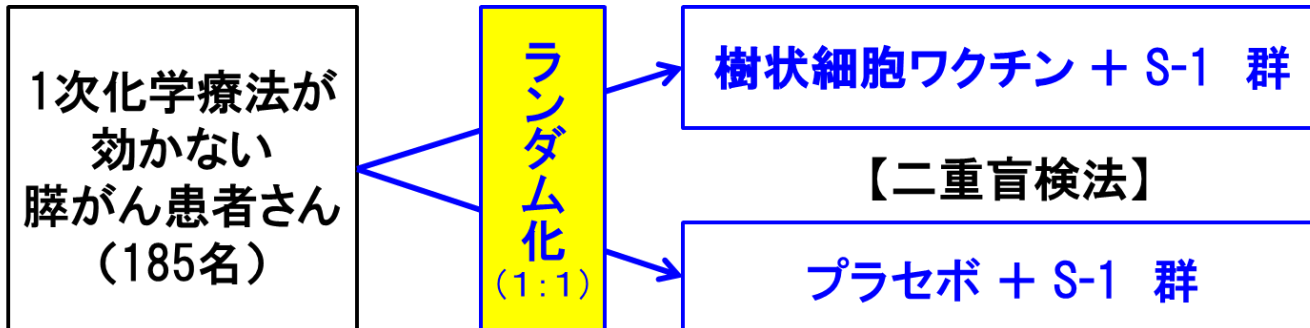 1次化学療法が
効かない
膵がん患者さん
（185名）
ランダム化
（1:1）
樹状細胞ワクチン ＋ S-1 群
【二重盲検法】
プラセボ ＋ S-1 群